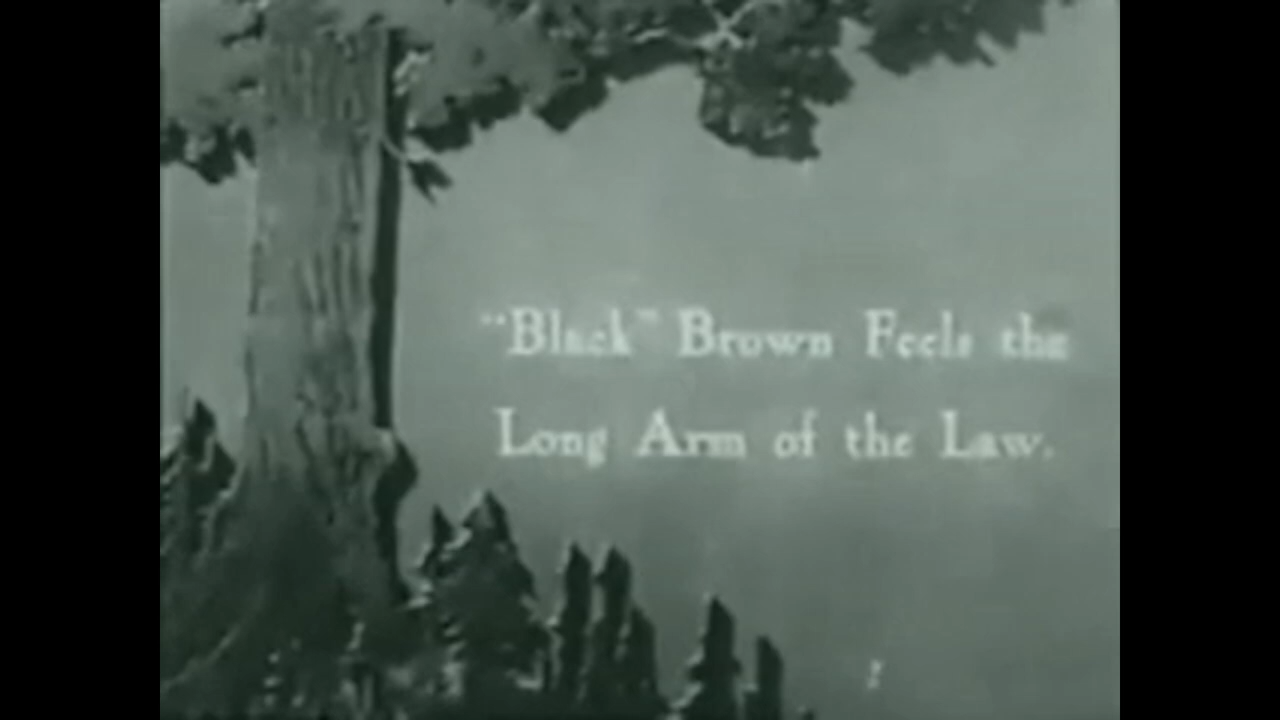 "Black" Brown Feels the
Long Arm of the Law.